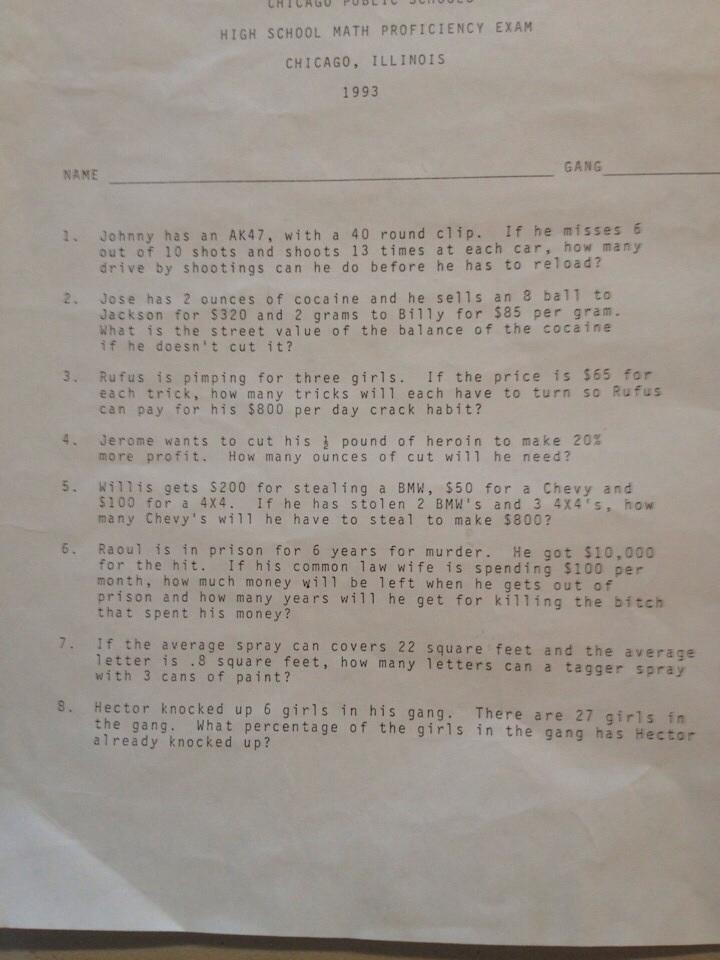 CHICAGO PUBLIC SCHOOLS
HIGH SCHOOL MATH PROFICIENCY EXAM
CHICAGO, ILLINOIS
1993
NAME GANG
1. Johnny has an AK47, with a 40 round clip. If he misses 6
out of 10 shots and shoots 13 times at each car, how many
drive by shootings can he do before he has to reload?
2. Jose has 2 ounces of cocaine and he sells an 8 ball to
Jackson for $320 and 2 grams to Billy for $85 per gram.
What is the street value of the balance of the cocaine
if he doesn't cut it?
3. Rufus is pimping for three girls. If the price is $65 for
each trick, how many tricks will each have to turn so Rufus
can pay for his $800 per day crack habit?
4. Jerome wants to cut his ½ pound of heroin to make 20%
more profit. How many ounces of cut will he need?
5. Willis gets $200 for stealing a BMW, $50 for a Chevy and
$100 for a 4X4. If he has stolen 2 BMW's and 3 4X4's, how
many Chevy's will he have to steal to make $800?
6. Raoul is in prison for 6 years for murder. He got $10,000
for the hit. If his common law wife is spending $100 per
month, how much money will be left when he gets out of
prison and how many years will he get for killing the bitch
that spent his money?
7. If the average spray can covers 22 square feet and the average
letter is .8 square feet, how many letters can a tagger spray
with 3 cans of paint?
8. Hector knocked up 6 girls in his gang. There are 27 girls in
the gang. What percentage of the girls in the gang has Hector
already knocked up?